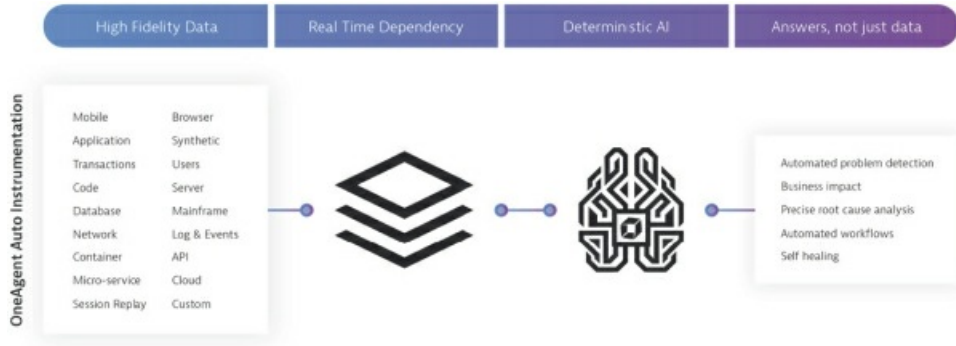 High Fidelity Data
Real Time Dependency
Deterministic AI
Answers, not just data
OneAgent Auto Instrumentation
Mobile Browser
Application Synthetic
Transactions Users
Code Server
Database Mainframe
Network Log & Events
Container API
Micro-service Cloud
Session Replay Custom
Automated problem detection
Business impact
Precise root cause analysis
Automated workflows
Self healing